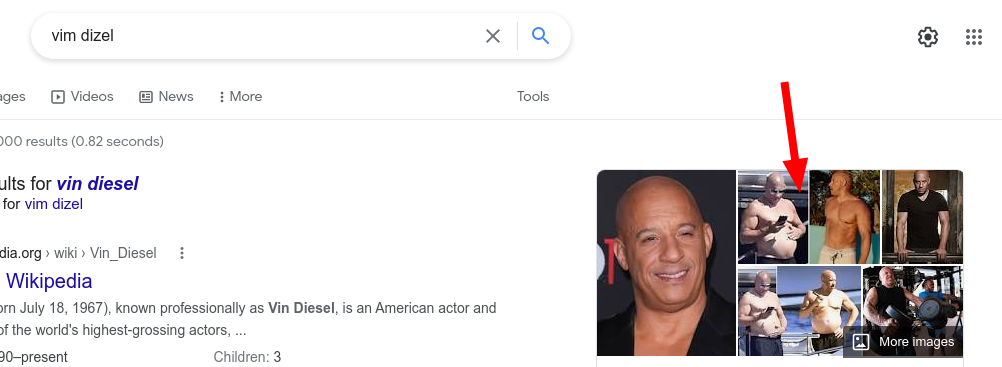 vim dizel
ages Videos News More Tools
000 results (0.82 seconds)
ults for vin diesel
for vim dizel
dia.org › wiki › Vin_Diesel
Wikipedia
orn July 18, 1967), known professionally as Vin Diesel, is an American actor and
of the world's highest-grossing actors, ...
90–present Children: 3
More images